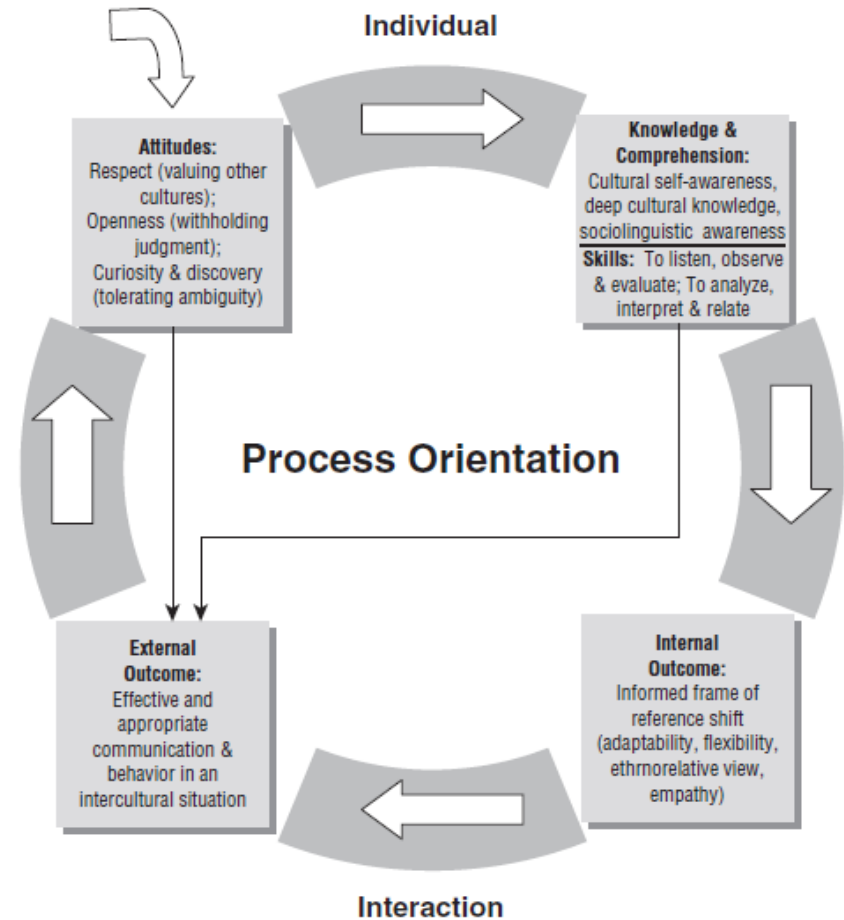 Individual
Attitudes:
Respect (valuing other
cultures);
Openness (withholding
judgment);
Curiosity & discovery
(tolerating ambiguity)
Knowledge &
Comprehension:
Cultural self-awareness,
deep cultural knowledge,
sociolinguistic awareness
Skills: To listen, observe
& evaluate; To analyze,
interpret & relate
Process Orientation
External
Outcome:
Effective and
appropriate
communication &
behavior in an
intercultural situation
Internal
Outcome:
Informed frame of
reference shift
(adaptability, flexibility,
ethrnorelative view,
empathy)
Interaction